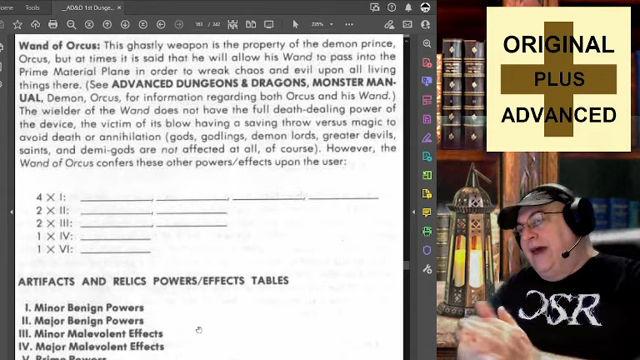 _AD&D 1st Dunge...
Wand of Orcus: This ghastly weapon is the property of the demon prince,
Orcus, but at times it is said that he will allow his Wand to pass into the
Prime Material Plane in order to wreak chaos and evil upon all living
things there. (See ADVANCED DUNGEONS & DRAGONS, MONSTER MAN-
UAL, Demon, Orcus, for information regarding both Orcus and his Wand.)
The wielder of the Wand does not have the full death-dealing power of
the device, the victim of its blow having a saving throw versus magic to
avoid death or annihilation (gods, godlings, demon lords, greater devils,
saints, and demi-gods are not affected at all, of course). However, the
Wand of Orcus confers these other powers/effects upon the user:
4 X I:
2 X II:
2 X III:
1 X IV:
1 X VI:
ARTIFACTS AND RELICS POWERS/EFFECTS TABLES
I. Minor Benign Powers
II. Major Benign Powers
III. Minor Malevolent Effects
IV. Major Malevolent Effects
V. Prime Powers
ORIGINAL
PLUS
ADVANCED
OSR